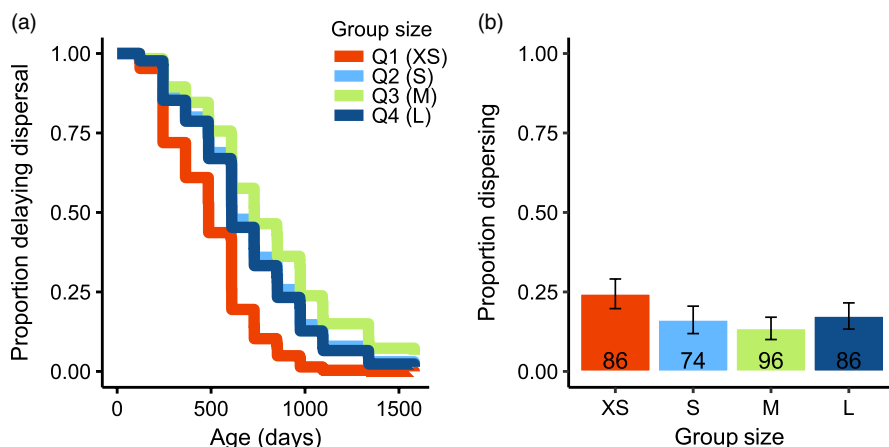 (a)
Group size
Q1 (XS)
Q2 (S)
Q3 (M)
Q4 (L)
Proportion delaying dispersal
1.00
0.75
0.50
0.25
0.00
0 500 1000 1500
Age (days)
(b)
Proportion dispersing
1.00
0.75
0.50
0.25
0.00
86 74 96 86
XS S M L
Group size